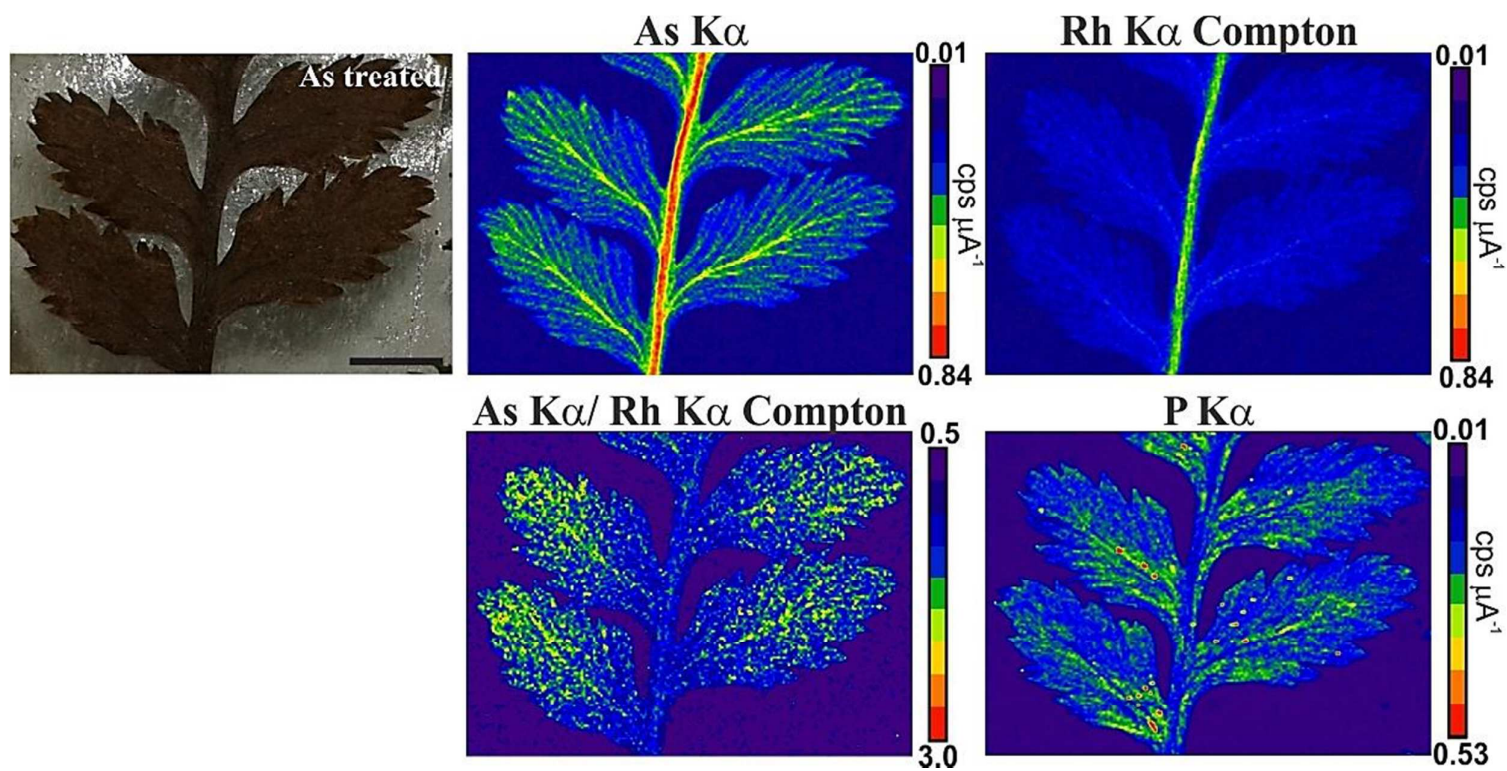 As treated
As Kα
0.01
cps µA⁻¹
0.84
Rh Kα Compton
0.01
cps µA⁻¹
0.84
As Kα/ Rh Kα Compton
0.5
3.0
P Kα
0.01
cps µA⁻¹
0.53